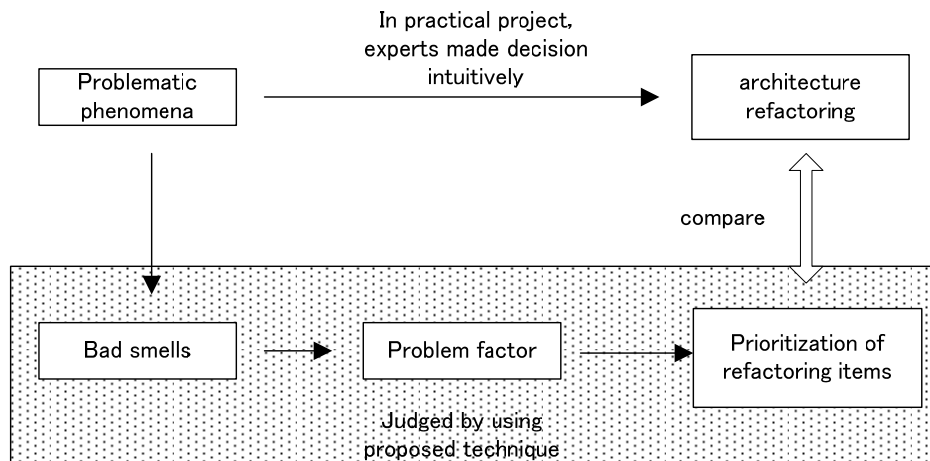 In practical project,
experts made decision
intuitively
Problematic
phenomena
architecture
refactoring
compare
Bad smells
Problem factor
Prioritization of
refactoring items
Judged by using
proposed technique